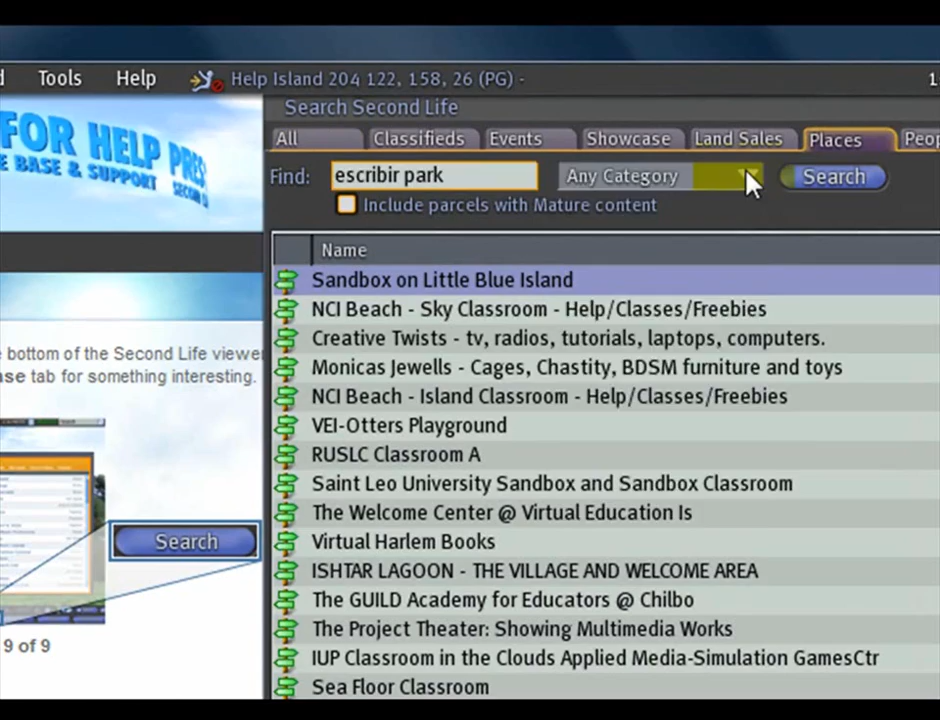 Tools Help Help Island 204 122, 158, 26 (PG) -
Search Second Life
FOR HELP PRES
E BASE & SUPPORT
All Classifieds Events Showcase Land Sales Places Peop
Find: escribir park Any Category Search
Include parcels with Mature content
Name
Sandbox on Little Blue Island
NCI Beach - Sky Classroom - Help/Classes/Freebies
Creative Twists - tv, radios, tutorials, laptops, computers.
Monicas Jewells - Cages, Chastity, BDSM furniture and toys
NCI Beach - Island Classroom - Help/Classes/Freebies
VEI-Otters Playground
RUSLC Classroom A
Saint Leo University Sandbox and Sandbox Classroom
The Welcome Center @ Virtual Education Is
Virtual Harlem Books
ISHTAR LAGOON - THE VILLAGE AND WELCOME AREA
The GUILD Academy for Educators @ Chilbo
The Project Theater: Showing Multimedia Works
IUP Classroom in the Clouds Applied Media-Simulation GamesCtr
Sea Floor Classroom
e bottom of the Second Life viewer
ase tab for something interesting.
Search
9 of 9